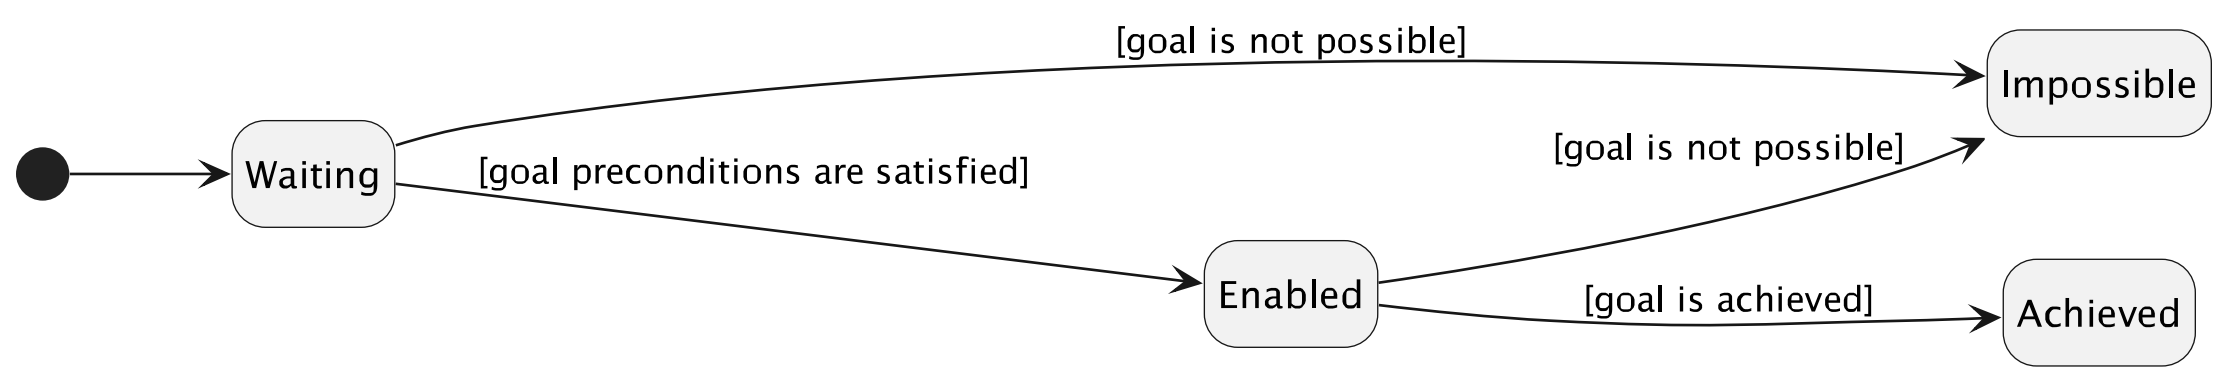 [goal is not possible]
Impossible
[goal is not possible]
Waiting
[goal preconditions are satisfied]
Enabled
[goal is achieved]
Achieved